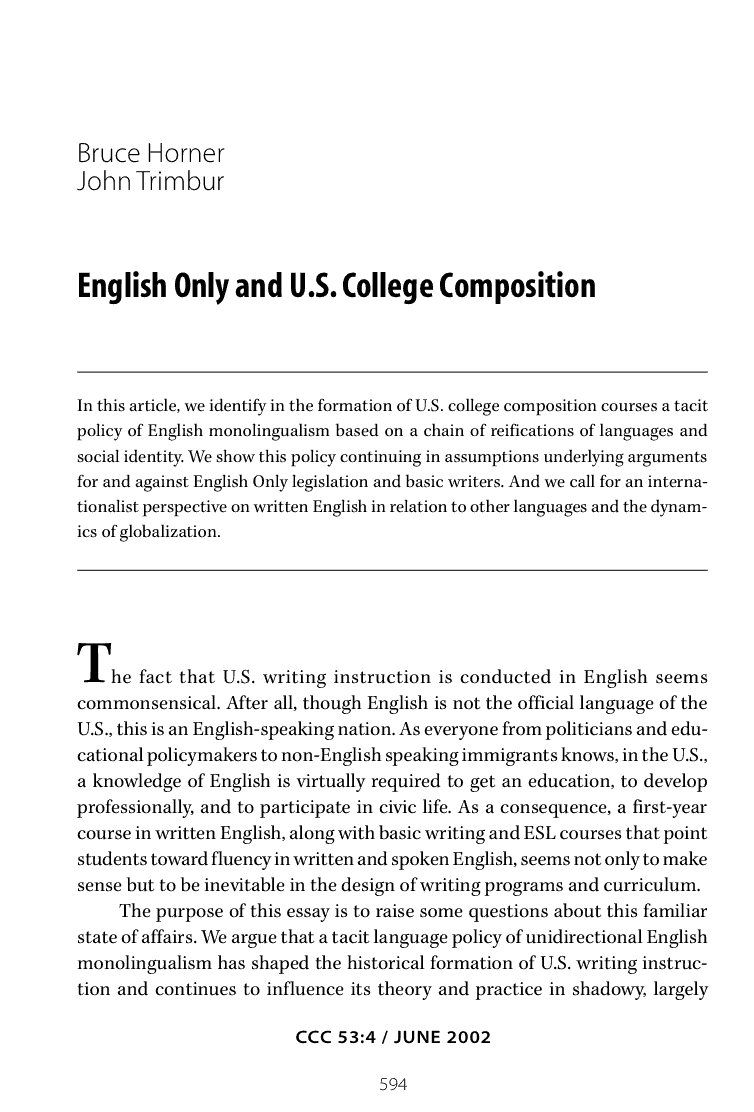 Bruce Horner
John Trimbur
English Only and U.S. College Composition
In this article, we identify in the formation of U.S. college composition courses a tacit
policy of English monolingualism based on a chain of reifications of languages and
social identity. We show this policy continuing in assumptions underlying arguments
for and against English Only legislation and basic writers. And we call for an interna-
tionalist perspective on written English in relation to other languages and the dynam-
ics of globalization.
The fact that U.S. writing instruction is conducted in English seems
commonsensical. After all, though English is not the official language of the
U.S., this is an English-speaking nation. As everyone from politicians and edu-
cational policymakers to non-English speaking immigrants knows, in the U.S.,
a knowledge of English is virtually required to get an education, to develop
professionally, and to participate in civic life. As a consequence, a first-year
course in written English, along with basic writing and ESL courses that point
students toward fluency in written and spoken English, seems not only to make
sense but to be inevitable in the design of writing programs and curriculum.
The purpose of this essay is to raise some questions about this familiar
state of affairs. We argue that a tacit language policy of unidirectional English
monolingualism has shaped the historical formation of U.S. writing instruc-
tion and continues to influence its theory and practice in shadowy, largely
CCC 53:4 / JUNE 2002
594